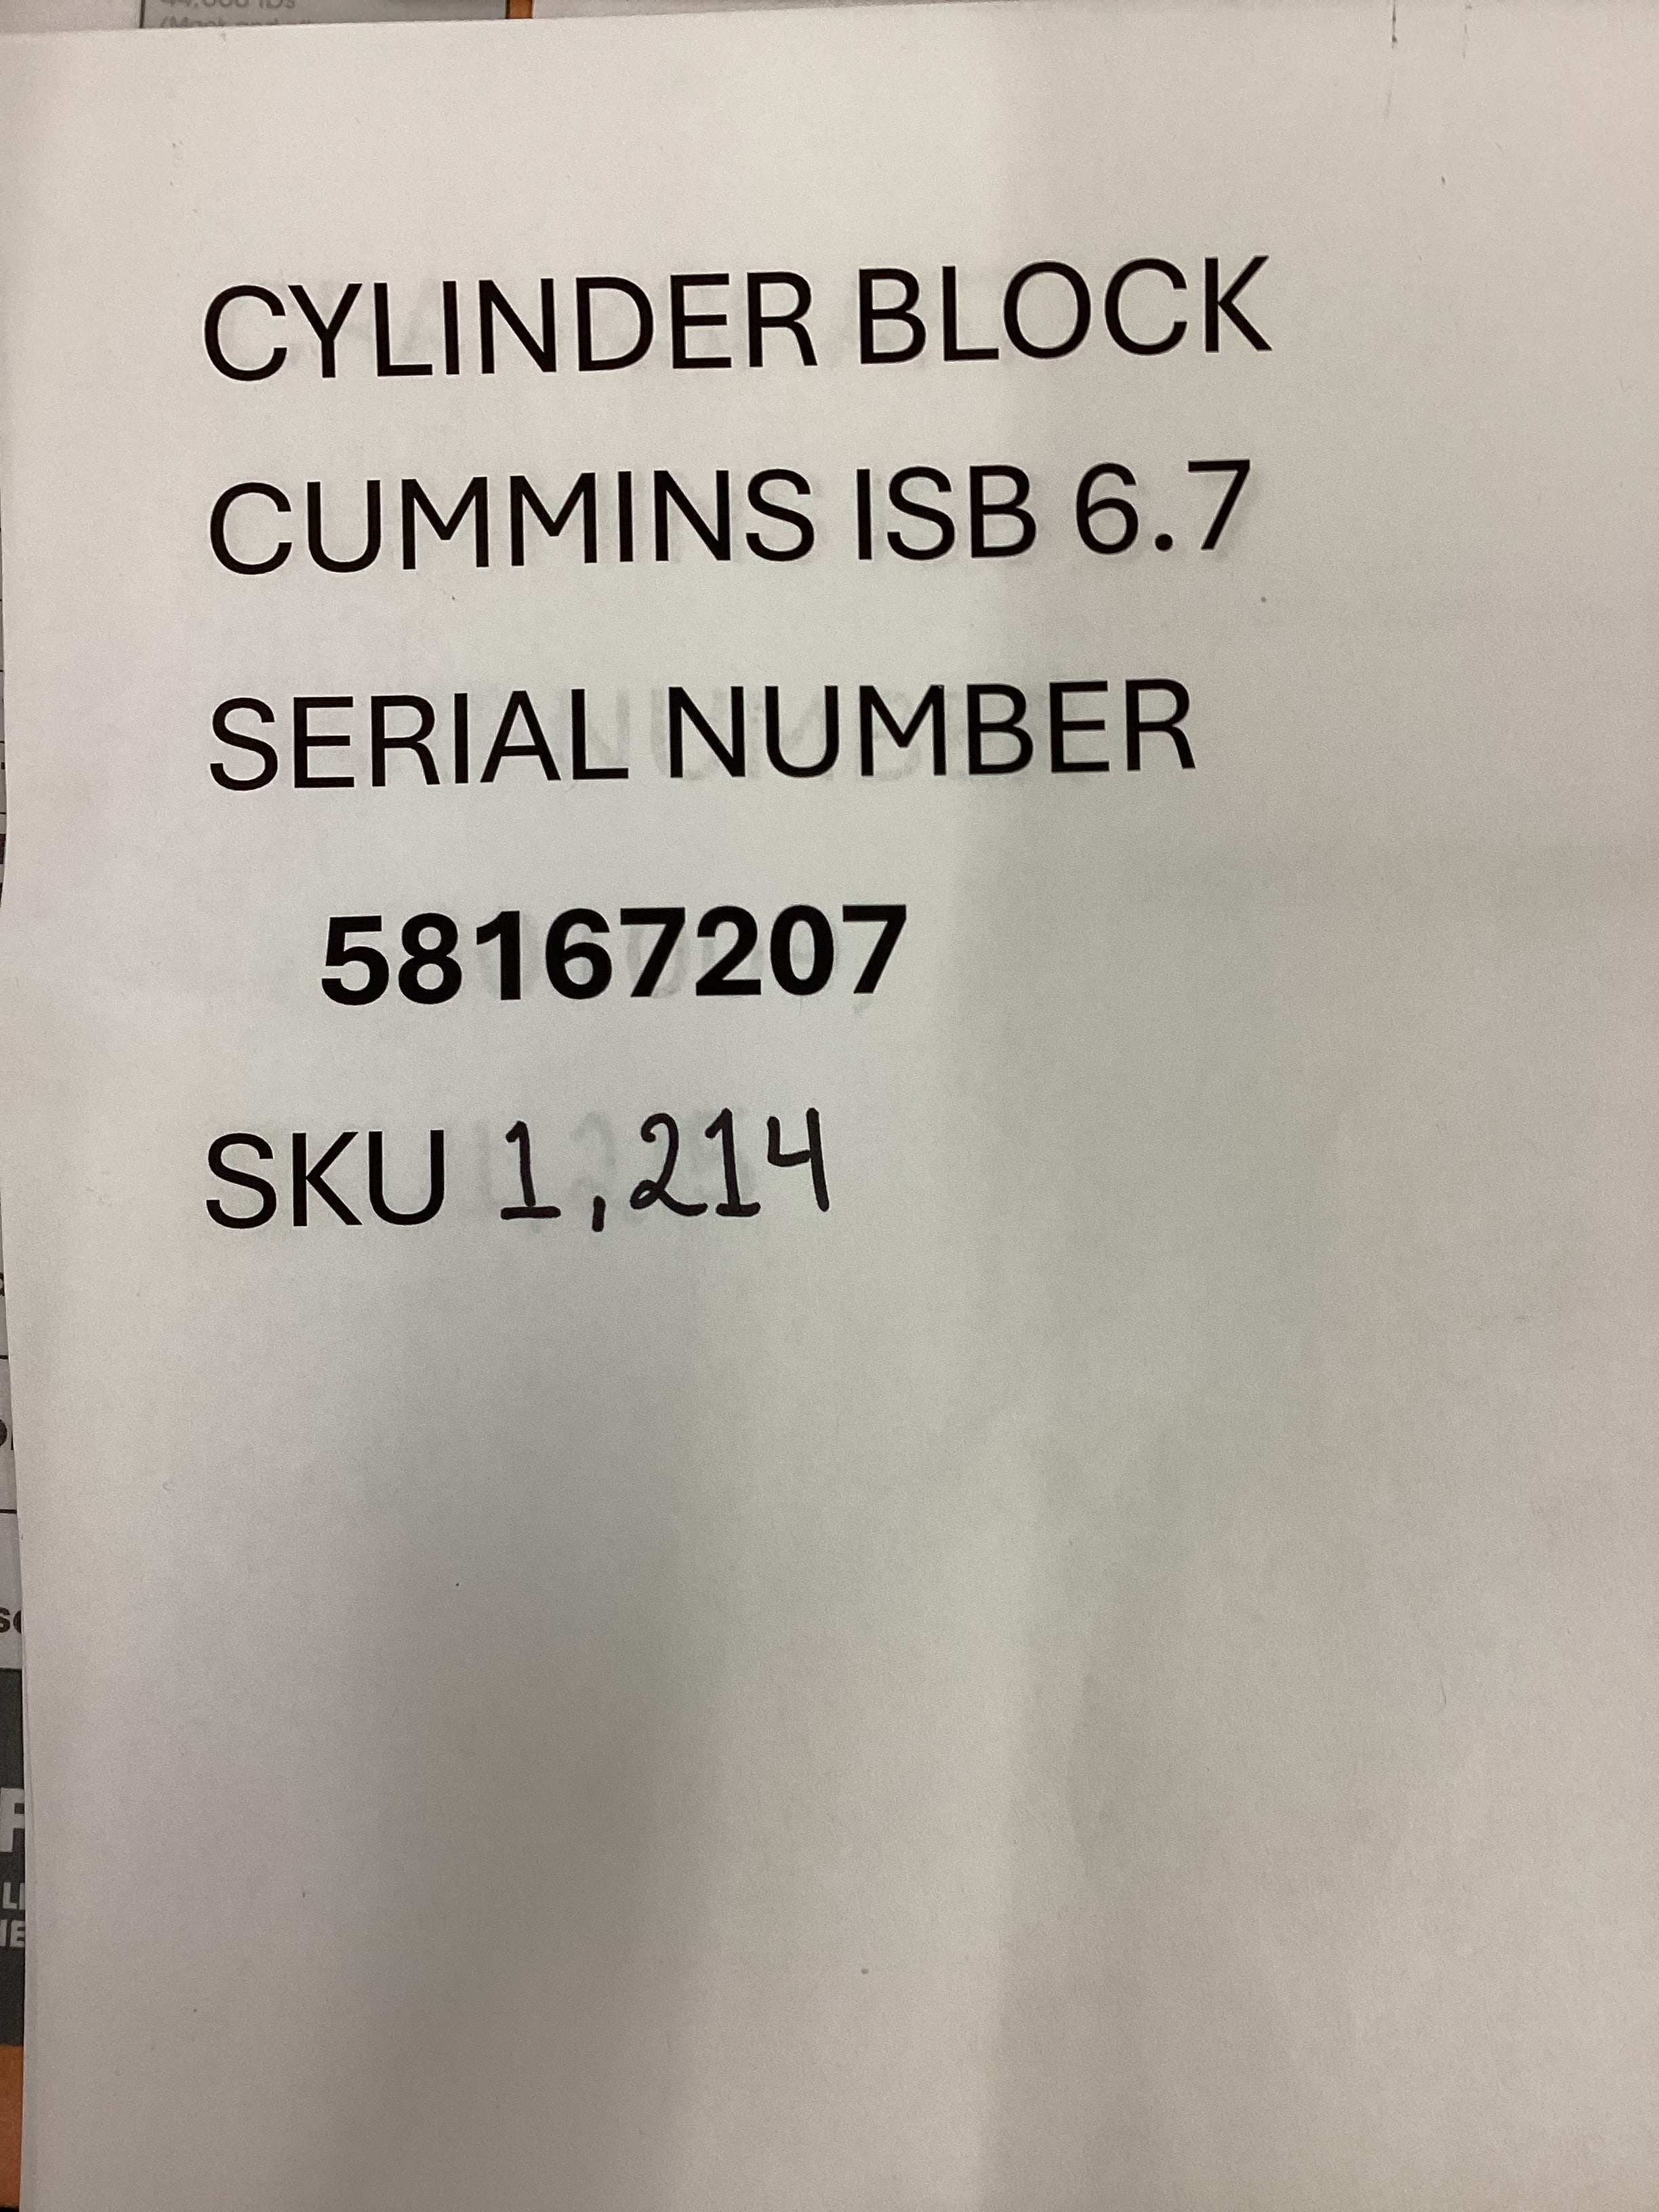 CYLINDER BLOCK
CUMMINS ISB 6.7
SERIAL NUMBER
58167207
SKU 1,214